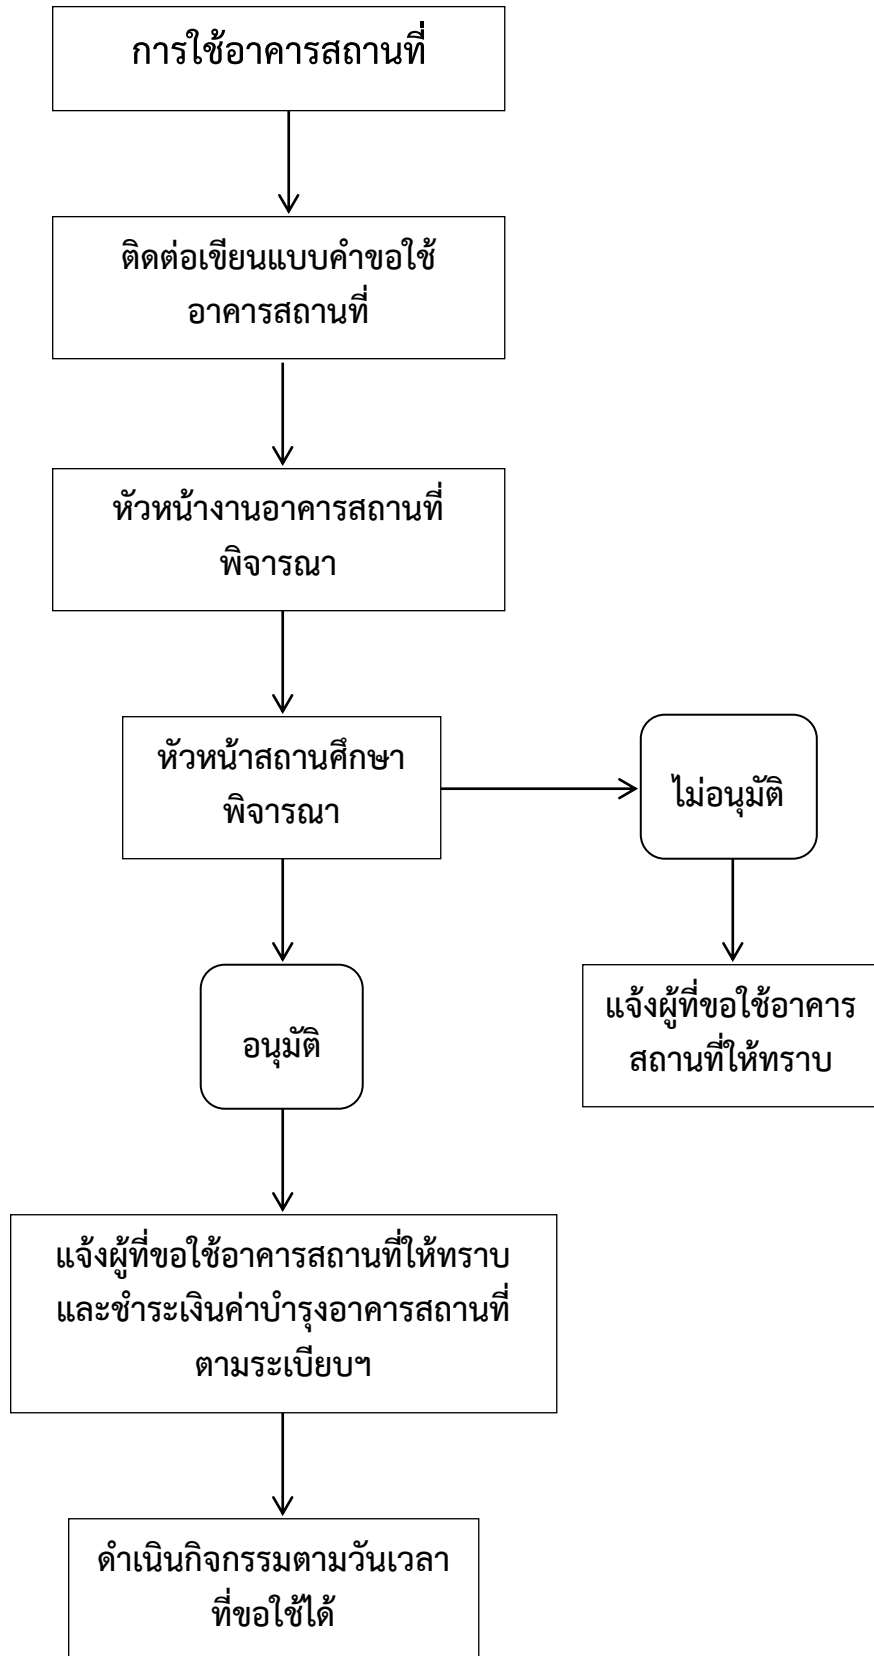 การใช้อาคารสถานที่
ติดต่อเขียนแบบคำขอใช้
อาคารสถานที่
หัวหน้างานอาคารสถานที่
พิจารณา
หัวหน้าสถานศึกษา
พิจารณา
ไม่อนุมัติ
แจ้งผู้ที่ขอใช้อาคาร
สถานที่ให้ทราบ
อนุมัติ
แจ้งผู้ที่ขอใช้อาคารสถานที่ให้ทราบ
และชำระเงินค่าบำรุงอาคารสถานที่
ตามระเบียบฯ
ดำเนินกิจกรรมตามวันเวลา
ที่ขอใช้ได้